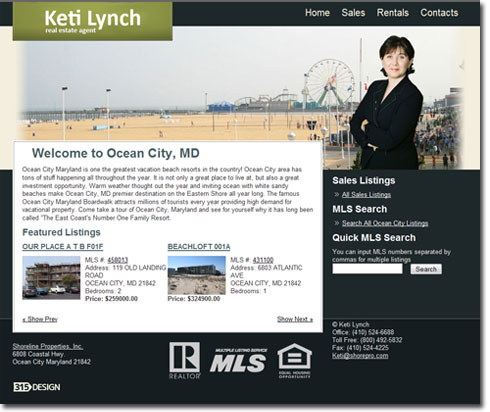 Keti Lynch
real estate agent
Home Sales Rentals Contacts
Welcome to Ocean City, MD
Ocean City Maryland is one the greatest vacation beach resorts in the country! Ocean City area has
tons of stuff happening all throughout the year. It is not only a great place to live at, but also a great
investment opportunity. Warm weather thought out the year and inviting ocean with white sandy
beaches make Ocean City, MD premier destination on the Eastern Shore all year long. The famous
Ocean City Maryland Boardwalk attracts millions of tourists every year providing high demand for
vacational property. Come take a tour of Ocean City, Maryland and see for yourself why it has long been
called "The East Coast's Number One Family Resort.
Featured Listings
OUR PLACE A T B F01F
MLS #: 458013
Address: 119 OLD LANDING
ROAD
OCEAN CITY, MD 21842
Bedrooms: 2
Price: $259000.00
BEACHLOFT 001A
MLS #: 431100
Address: 6803 ATLANTIC
AVE
OCEAN CITY, MD 21842
Bedrooms: 1
Price: $324900.00
« Show Prev
Show Next »
Sales Listings
» All Sales Listings
MLS Search
» Search All Ocean City Listings
Quick MLS Search
You can input MLS numbers separated by
commas for multiple listings
Search
Shoreline Properties, Inc.
6808 Coastal Hwy.
Ocean City Maryland 21842
R
REALTOR®
MULTIPLE LISTING SERVICE
MLS
EQUAL HOUSING
OPPORTUNITY
© Keti Lynch
Office: (410) 524-6688
Toll Free: (800) 492-5832
Fax: (410) 524-4225
Keti@shorepro.com
315 DESIGN